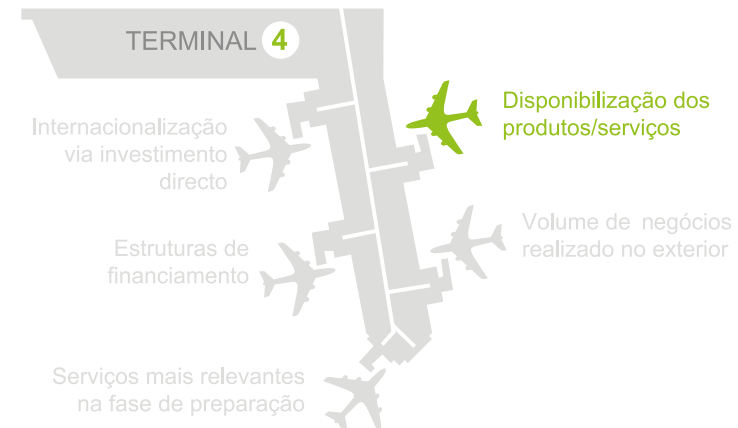 TERMINAL 4
Disponibilização dos
produtos/serviços
Internacionalização
via investimento
directo
Volume de negócios
realizado no exterior
Estruturas de
financiamento
Serviços mais relevantes
na fase de preparação